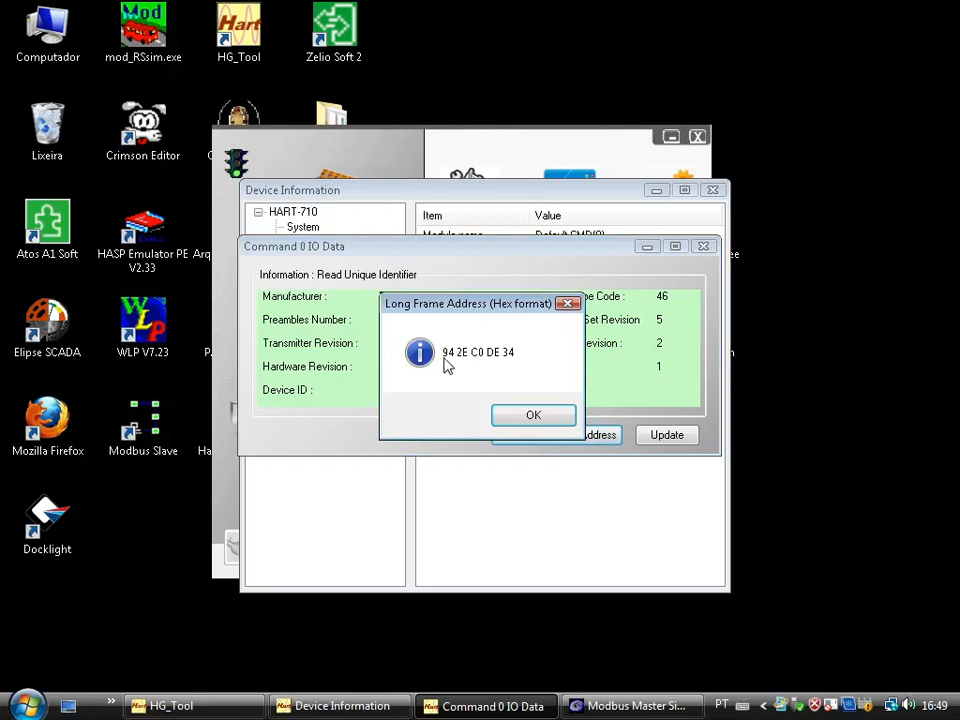 Computador
mod_RSsim.exe
HG_Tool
Zelio Soft 2
Lixeira
Crimson Editor
Atos A1 Soft
HASP Emulator PE
V2.33
Elipse SCADA
WLP V7.23
Mozilla Firefox
Modbus Slave
Docklight
Device Information
HART-710
System
Item Value
Command 0 IO Data
Information : Read Unique Identifier
Manufacturer :
46
Preambles Number :
5
Transmitter Revision :
2
Hardware Revision :
1
Device ID :
Update
Long Frame Address (Hex format)
94 2E C0 DE 34
OK
HG_Tool
Device Information
Command 0 IO Data
Modbus Master Si...
PT
16:49